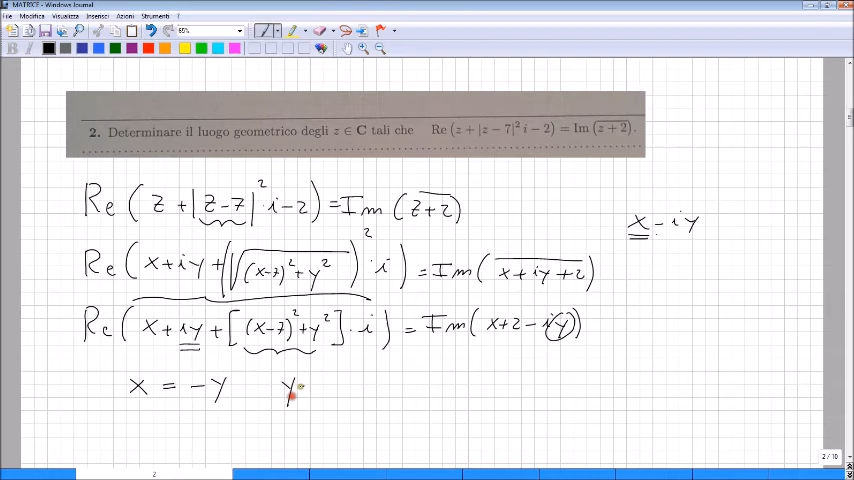 MATRICE - Windows Journal
File Modifica Visualizza Inserisci Azioni Strumenti ?
65%
B
2. Determinare il luogo geometrico degli z ∈ C tali che Re (z + |z − 7|² i − 2) = Im (z̅+̅2̅).
Re ( z + |z-7|² · i - 2 ) = Im ( z̅+̅2̅ )
x - iy
Re ( x + iy + ( √((x-7)² + y²) )² · i ) = Im ( x̅ ̅+̅ ̅i̅y̅ ̅+̅ ̅2̅ )
Re ( x + iy + [ (x-7)² + y² ] · i ) = Im ( x+2 - iy )
x = -y y-
2 / 10
2